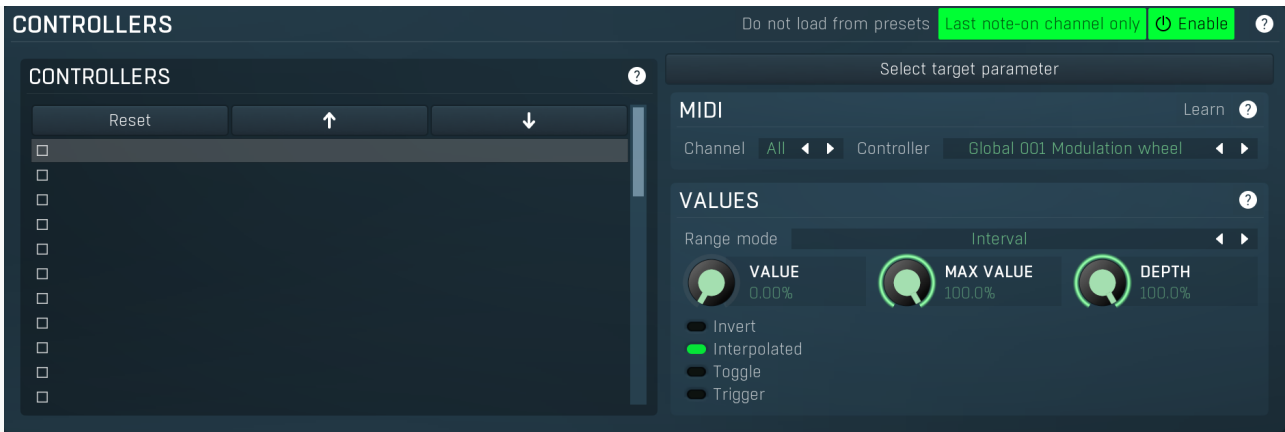 CONTROLLERS Do not load from presets Last note-on channel only Enable ?
CONTROLLERS ?
Reset
Select target parameter
MIDI Learn ?
Channel All Controller Global 001 Modulation wheel
VALUES ?
Range mode Interval
VALUE MAX VALUE DEPTH
0.00% 100.0% 100.0%
Invert
Interpolated
Toggle
Trigger